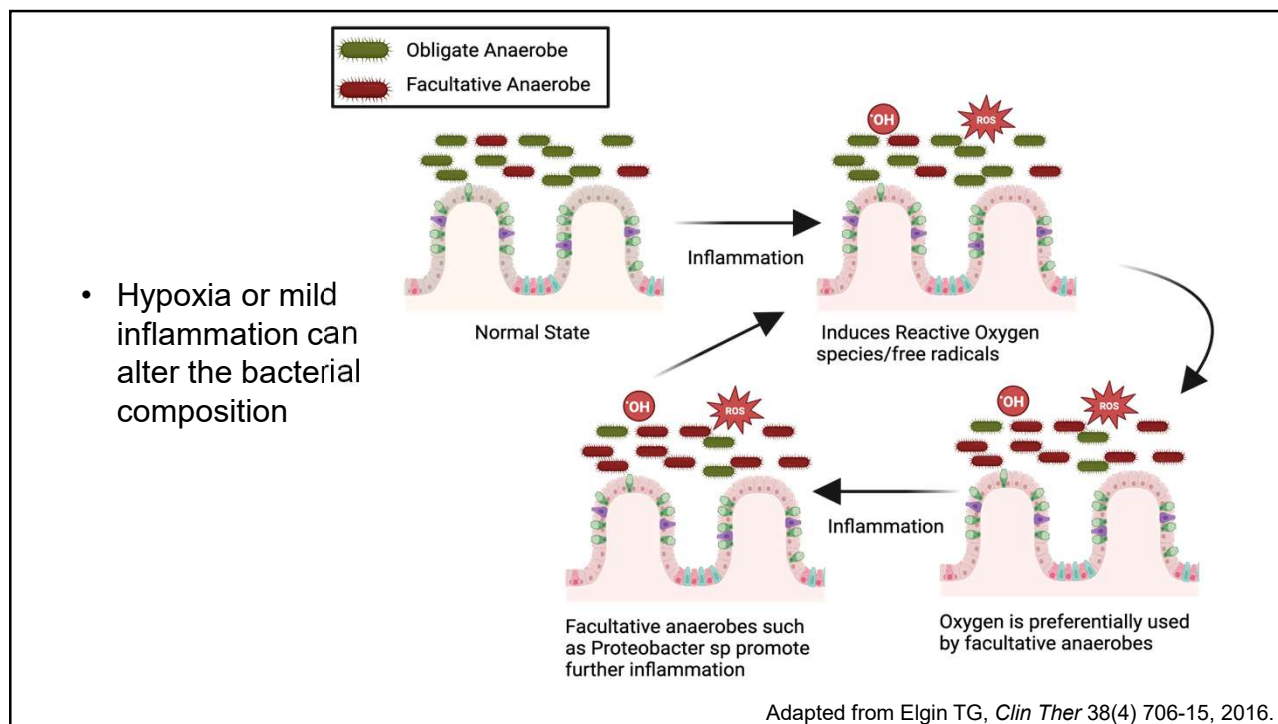 Obligate Anaerobe
Facultative Anaerobe
• Hypoxia or mild
inflammation can
alter the bacterial
composition
Normal State
Inflammation
•OH
ROS
Induces Reactive Oxygen
species/free radicals
•OH
ROS
Oxygen is preferentially used
by facultative anaerobes
Inflammation
•OH
ROS
Facultative anaerobes such
as Proteobacter sp promote
further inflammation
Adapted from Elgin TG, Clin Ther 38(4) 706-15, 2016.